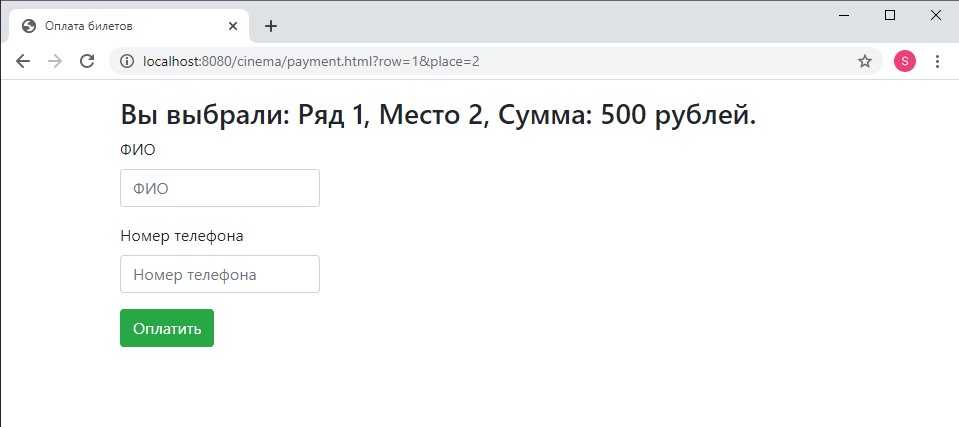 Оплата билетов
localhost:8080/cinema/payment.html?row=1&place=2
S
Вы выбрали: Ряд 1, Место 2, Сумма: 500 рублей.
ФИО
ФИО
Номер телефона
Номер телефона
Оплатить